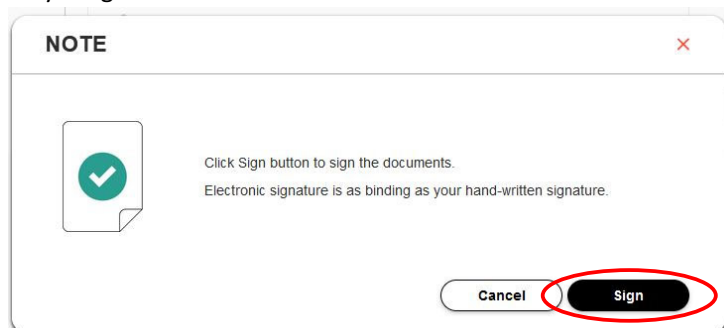 NOTE
Click Sign button to sign the documents.
Electronic signature is as binding as your hand-written signature.
Cancel
Sign